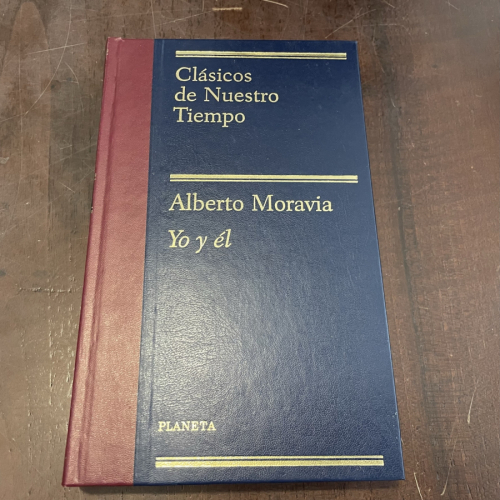 Clásicos
de Nuestro
Tiempo
Alberto Moravia
Yo y él
PLANETA